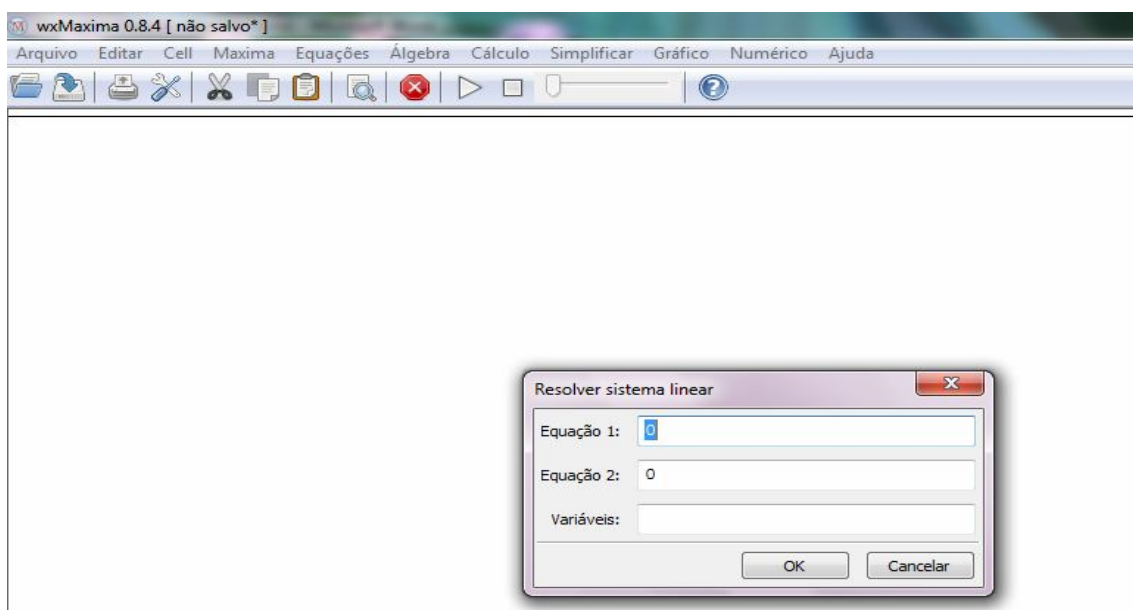 wxMaxima 0.8.4 [ não salvo* ]
Arquivo Editar Cell Maxima Equações Álgebra Cálculo Simplificar Gráfico Numérico Ajuda
Resolver sistema linear
Equação 1: 0
Equação 2: 0
Variáveis:
OK Cancelar